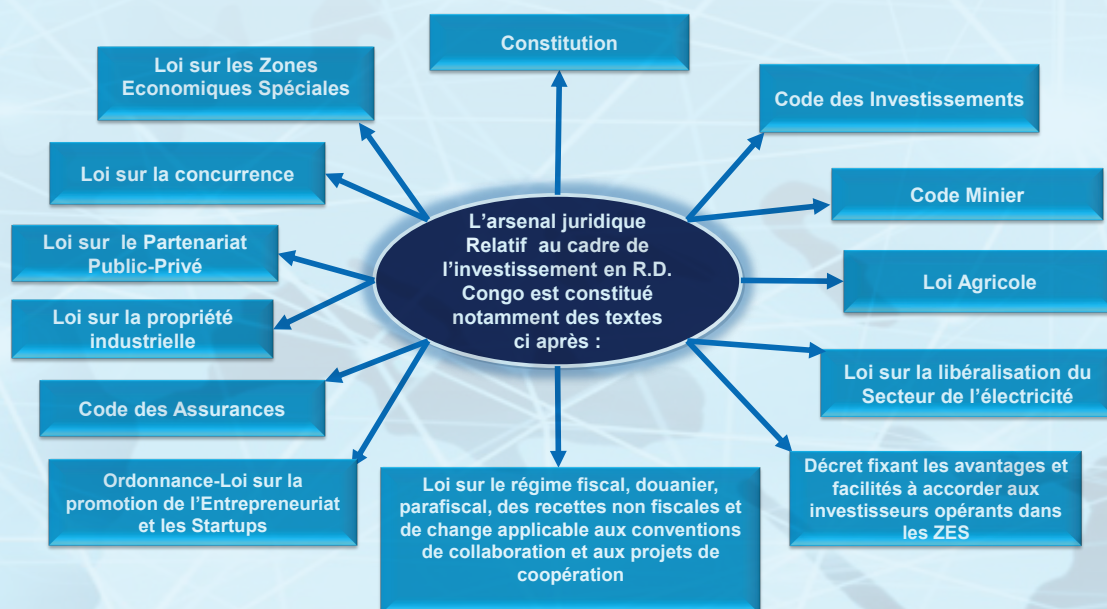 Constitution
Loi sur les Zones
Economiques Spéciales
Code des Investissements
Loi sur la concurrence
Code Minier
L'arsenal juridique
Relatif au cadre de
l'investissement en R.D.
Congo est constitué
notamment des textes
ci après :
Loi sur le Partenariat
Public-Privé
Loi Agricole
Loi sur la propriété
industrielle
Loi sur la libéralisation du
Secteur de l'électricité
Code des Assurances
Ordonnance-Loi sur la
promotion de l'Entrepreneuriat
et les Startups
Loi sur le régime fiscal, douanier,
parafiscal, des recettes non fiscales et
de change applicable aux conventions
de collaboration et aux projets de
coopération
Décret fixant les avantages et
facilités à accorder aux
investisseurs opérants dans
les ZES